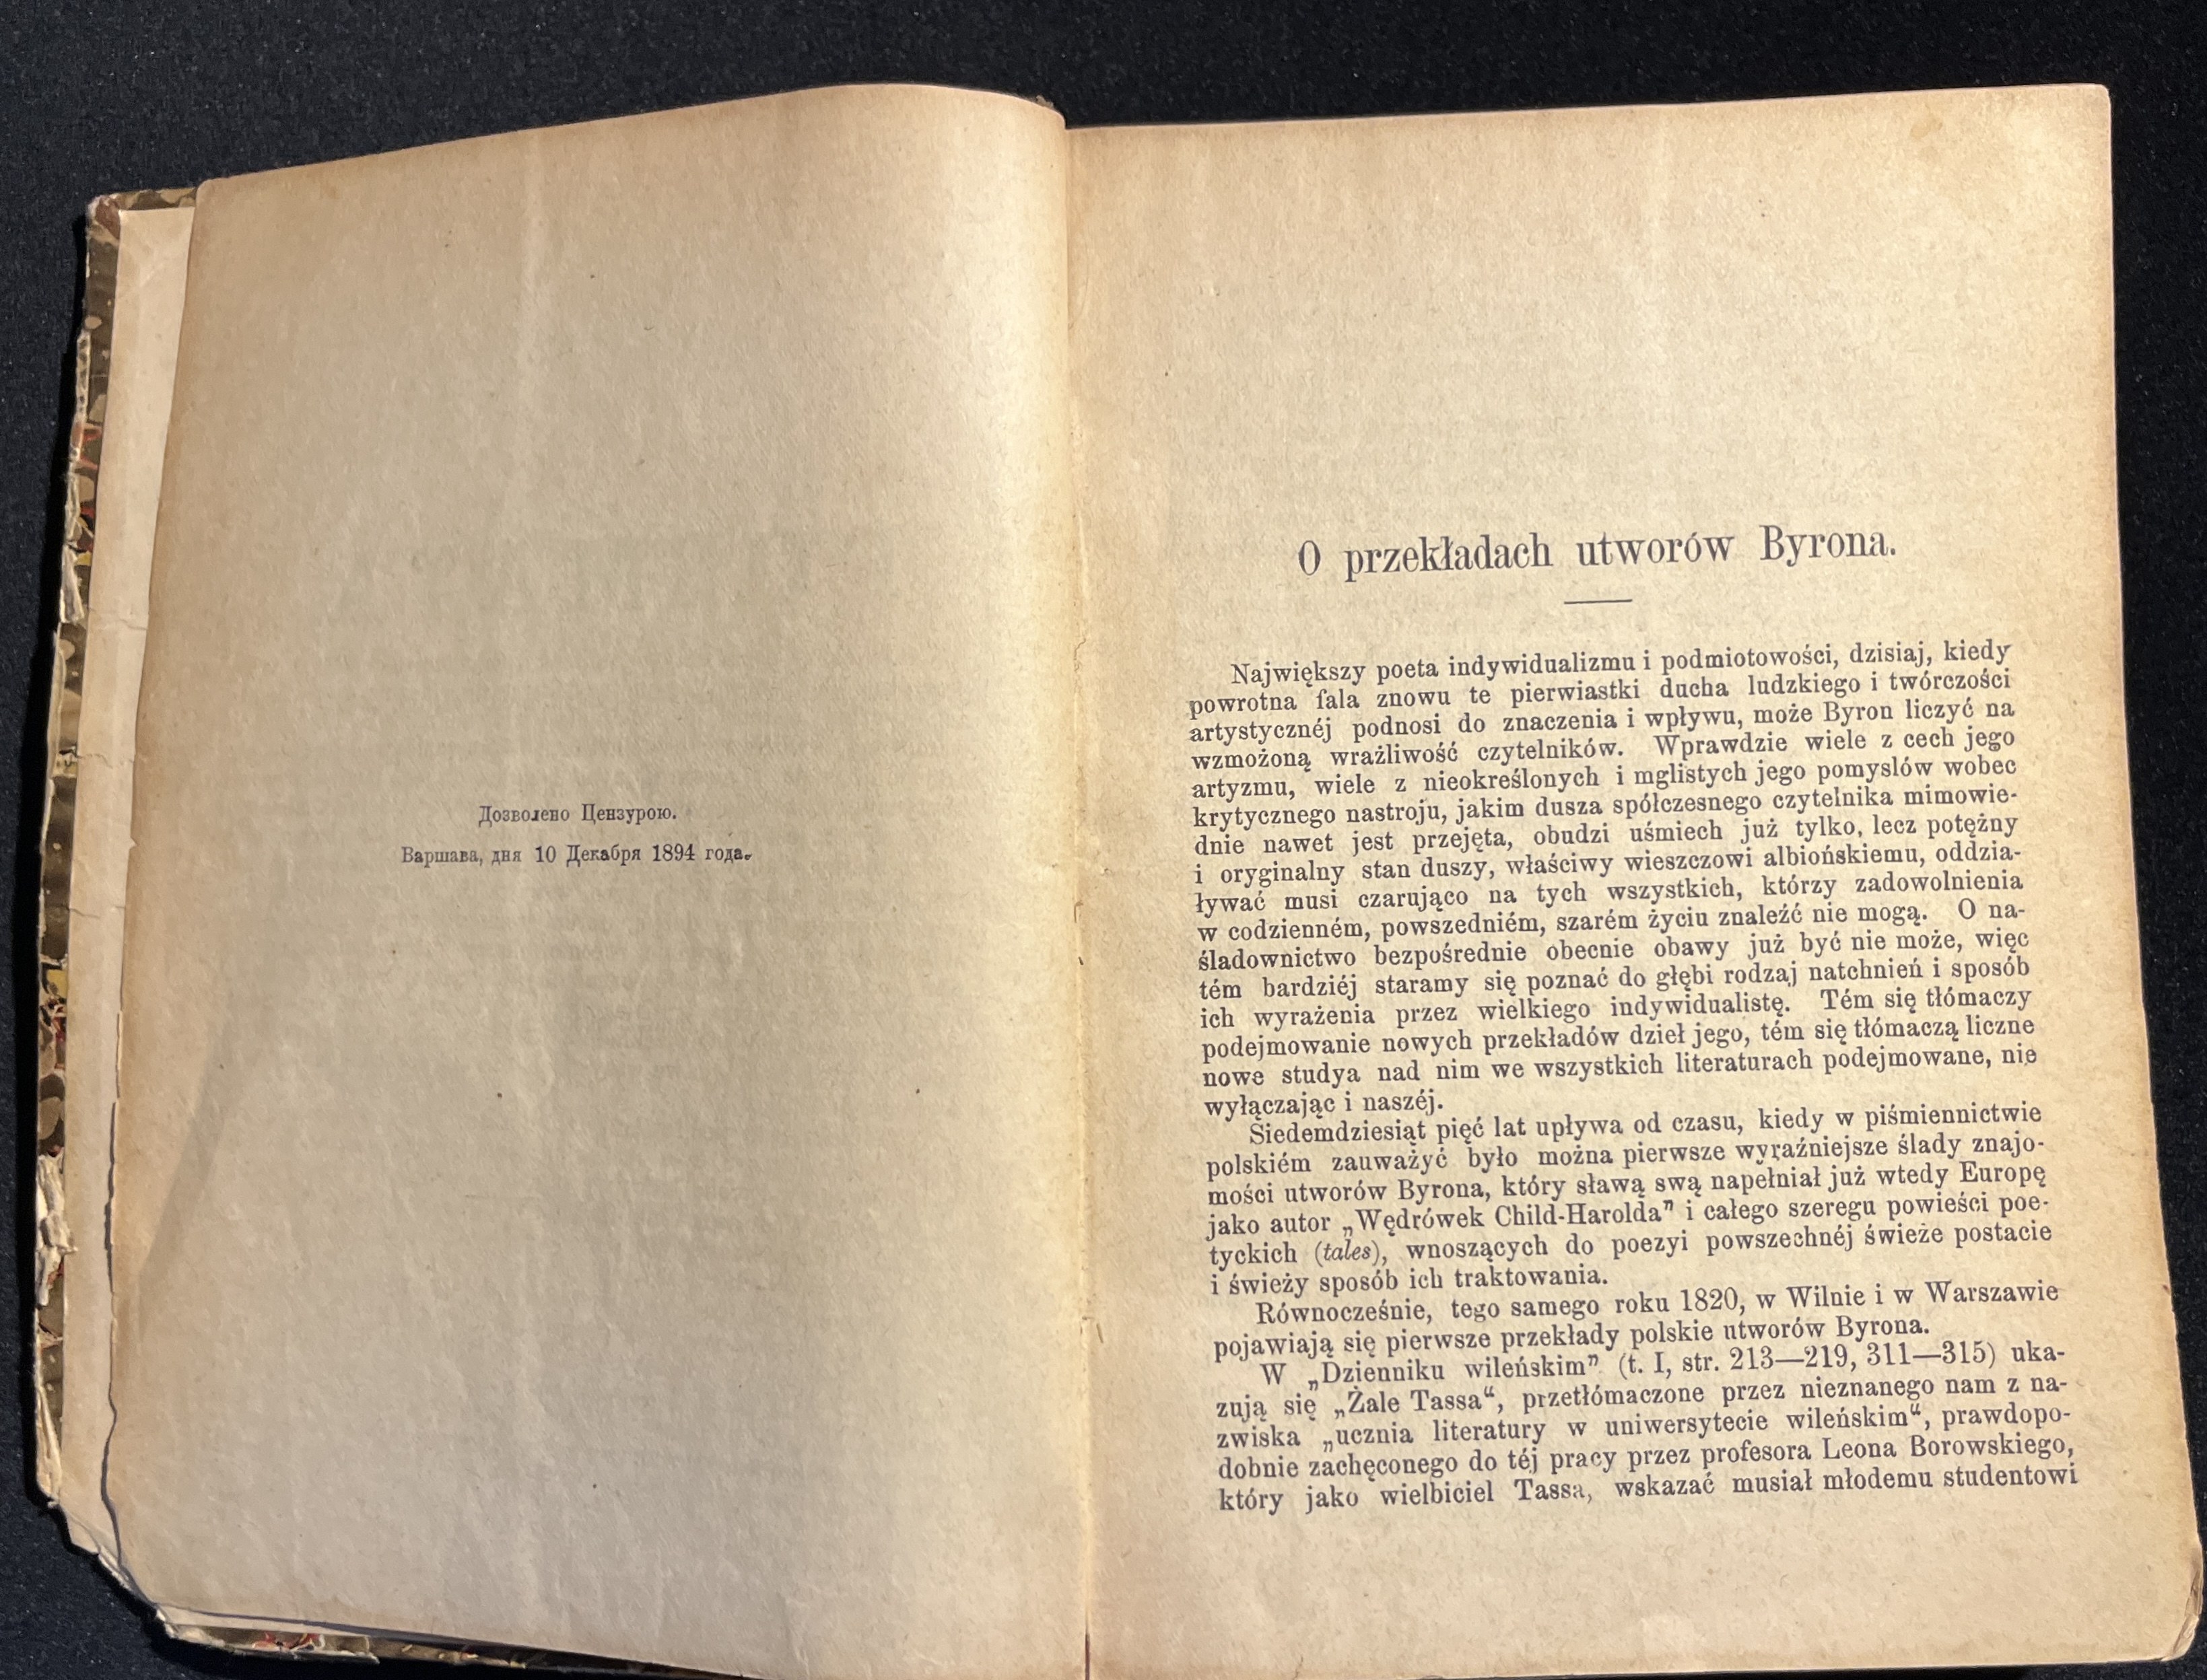 Дозволено Цензурою.
Варшава, дня 10 Декабря 1894 года.
O przekładach utworów Byrona.
Największy poeta indywidualizmu i podmiotowości, dzisiaj, kiedy
powrotna fala znowu te pierwiastki ducha ludzkiego i twórczości
artystycznéj podnosi do znaczenia i wpływu, może Byron liczyć na
wzmożoną wrażliwość czytelników. Wprawdzie wiele z cech jego
artyzmu, wiele z nieokreślonych i mglistych jego pomysłów wobec
krytycznego nastroju, jakim dusza spółczesnego czytelnika mimowie-
dnie nawet jest przejęta, obudzi uśmiech już tylko, lecz potężny
i oryginalny stan duszy, właściwy wieszczowi albiońskiemu, oddzia-
ływać musi czarująco na tych wszystkich, którzy zadowolnienia
w codzienném, powszedniém, szarém życiu znaleźć nie mogą. O na-
śladownictwo bezpośrednie obecnie obawy już być nie może, więc
tém bardziéj staramy się poznać do głębi rodzaj natchnień i sposób
ich wyrażenia przez wielkiego indywidualistę. Tém się tłómaczy
podejmowanie nowych przekładów dzieł jego, tém się tłómaczą liczne
nowe studya nad nim we wszystkich literaturach podejmowane, nie
wyłączając i naszéj.
Siedemdziesiąt pięć lat upływa od czasu, kiedy w piśmiennictwie
polskiém zauważyć było można pierwsze wyraźniejsze ślady znajo-
mości utworów Byrona, który sławą swą napełniał już wtedy Europę
jako autor „Wędrówek Child-Harolda” i całego szeregu powieści poe-
tyckich (tales), wnoszących do poezyi powszechnéj świeże postacie
i świeży sposób ich traktowania.
Równocześnie, tego samego roku 1820, w Wilnie i w Warszawie
pojawiają się pierwsze przekłady polskie utworów Byrona.
W „Dzienniku wileńskim” (t. I, str. 213—219, 311—315) uka-
zują się „Żale Tassa“, przetłómaczone przez nieznanego nam z na-
zwiska „ucznia literatury w uniwersytecie wileńskim“, prawdopo-
dobnie zachęconego do téj pracy przez profesora Leona Borowskiego,
który jako wielbiciel Tassa, wskazać musiał młodemu studentowi